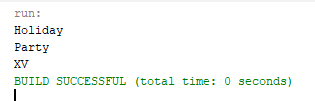 run:
Holiday
Party
XV
BUILD SUCCESSFUL (total time: 0 seconds)